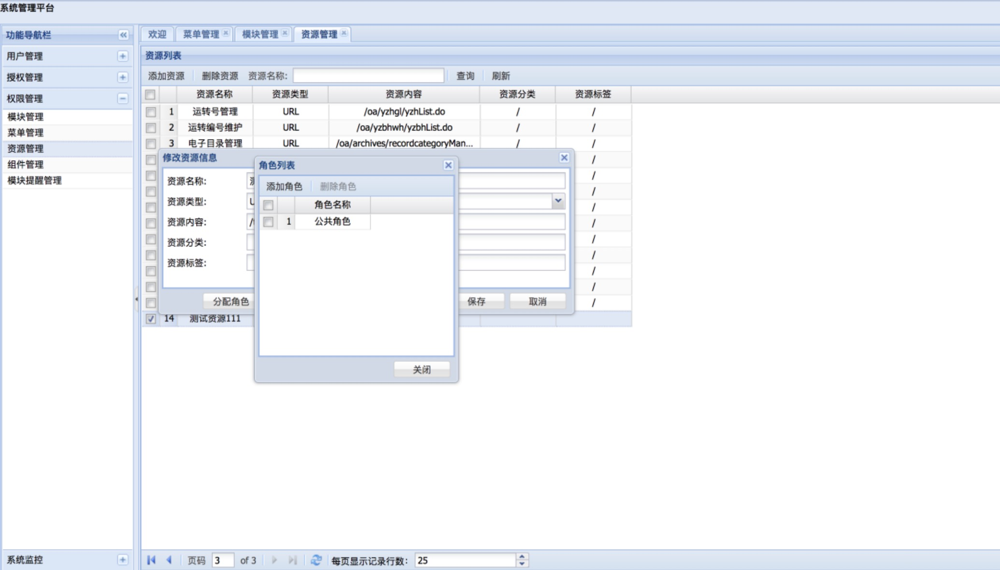 系统管理平台
功能导航栏
用户管理
授权管理
权限管理
模块管理
菜单管理
资源管理
组件管理
模块提醒管理
系统监控
欢迎 菜单管理 模块管理 资源管理
资源列表
添加资源 删除资源 资源名称: 查询 刷新
资源名称 资源类型 资源内容 资源分类 资源标签
1 运转号管理 URL /oa/yzhgl/yzhList.do / /
2 运转编号维护 URL /oa/yzbhwh/yzbhList.do / /
3 电子目录管理 URL /oa/archives/recordcategoryMan... / /
/
/
/
/
/
/
/
/
/
/
14 测试资源111
修改资源信息
资源名称:
资源类型: U
资源内容: /
资源分类:
资源标签:
分配角色 保存 取消
角色列表
添加角色 删除角色
角色名称
1 公共角色
关闭
页码 3 of 3 每页显示记录行数: 25